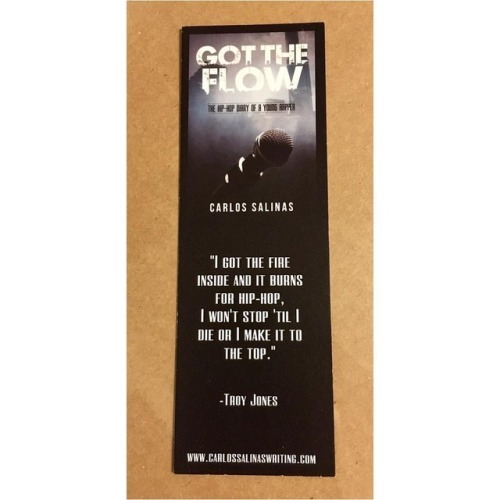 GOT THE
FLOW
THE HIP-HOP DIARY OF A YOUNG RAPPER
CARLOS SALINAS
"I GOT THE FIRE
INSIDE AND IT BURNS
FOR HIP-HOP,
I WON'T STOP 'TIL I
DIE OR I MAKE IT TO
THE TOP."
-TROY JONES
WWW.CARLOSSALINASWRITING.COM